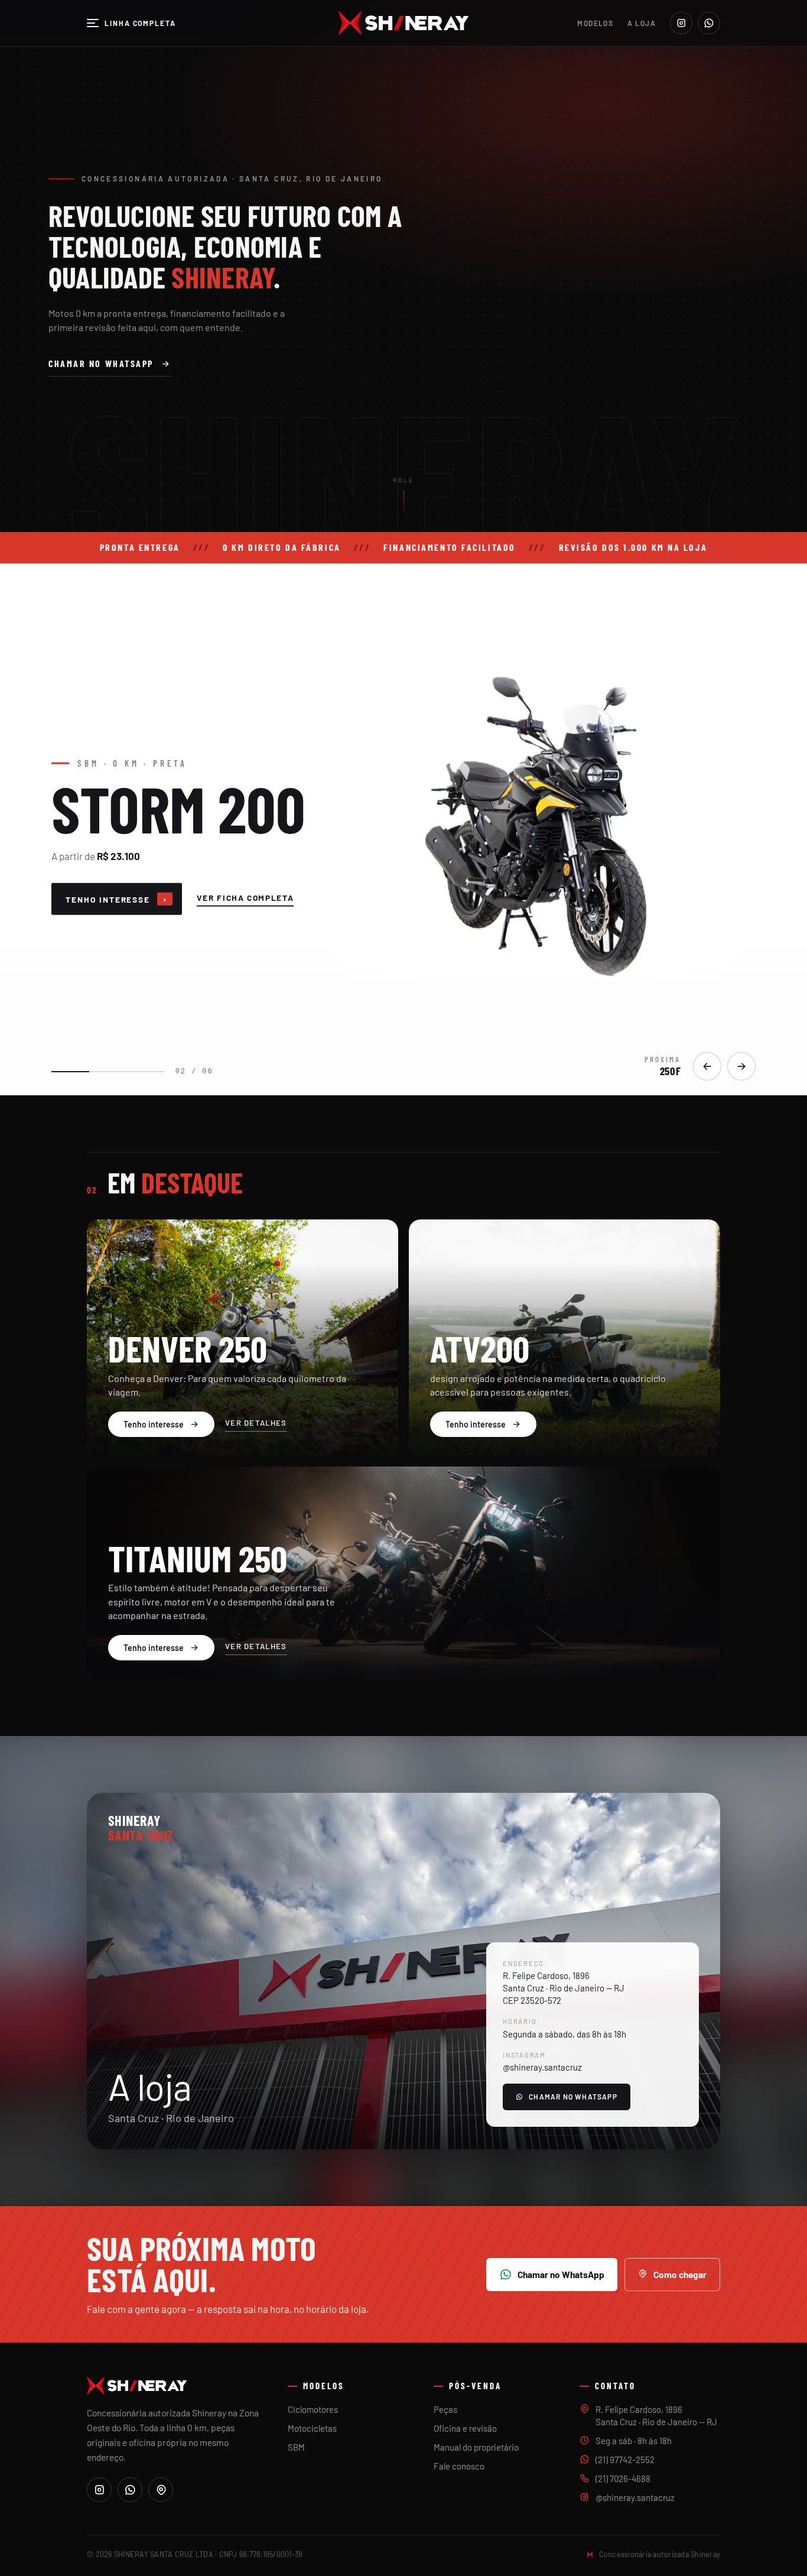 LINHA COMPLETA
SHINERAY
MODELOS
A LOJA
CONCESSIONÁRIA AUTORIZADA · SANTA CRUZ, RIO DE JANEIRO
REVOLUCIONE SEU FUTURO COM A
TECNOLOGIA, ECONOMIA E
QUALIDADE SHINERAY.
Motos 0 km a pronta entrega, financiamento facilitado e a
primeira revisão feita aqui, com quem entende.
CHAMAR NO WHATSAPP →
SHINERAY
ROLE
PRONTA ENTREGA /// 0 KM DIRETO DA FÁBRICA /// FINANCIAMENTO FACILITADO /// REVISÃO DOS 1.000 KM NA LOJA
SBM · 0 KM · PRETA
STORM 200
A partir de R$ 23.100
TENHO INTERESSE ›
VER FICHA COMPLETA
02 / 06
PRÓXIMA
250F
← →
02 EM DESTAQUE
DENVER 250
Conheça a Denver: Para quem valoriza cada quilometro da
viagem.
Tenho interesse →
VER DETALHES
ATV200
design arrojado e potência na medida certa, o quadriciclo
acessível para pessoas exigentes.
Tenho interesse →
TITANIUM 250
Estilo também é atitude! Pensada para despertar seu
espírito livre, motor em V e o desempenho ideal para te
acompanhar na estrada.
Tenho interesse →
VER DETALHES
SHINERAY
SANTA CRUZ
SHINERAY
A loja
Santa Cruz · Rio de Janeiro
ENDEREÇO
R. Felipe Cardoso, 1896
Santa Cruz · Rio de Janeiro — RJ
CEP 23520-572
HORÁRIO
Segunda a sábado, das 8h às 18h
INSTAGRAM
@shineray.santacruz
CHAMAR NO WHATSAPP
SUA PRÓXIMA MOTO
ESTÁ AQUI.
Fale com a gente agora — a resposta sai na hora, no horário da loja.
Chamar no WhatsApp
Como chegar
SHINERAY
Concessionária autorizada Shineray na Zona
Oeste do Rio. Toda a linha 0 km, peças
originais e oficina própria no mesmo
endereço.
MODELOS
Ciclomotores
Motocicletas
SBM
PÓS-VENDA
Peças
Oficina e revisão
Manual do proprietário
Fale conosco
CONTATO
R. Felipe Cardoso, 1896
Santa Cruz · Rio de Janeiro — RJ
Seg a sáb · 8h às 18h
(21) 97742-2552
(21) 7026-4688
@shineray.santacruz
© 2026 SHINERAY SANTA CRUZ LTDA · CNPJ 68.778.195/0001-39
Concessionária autorizada Shineray